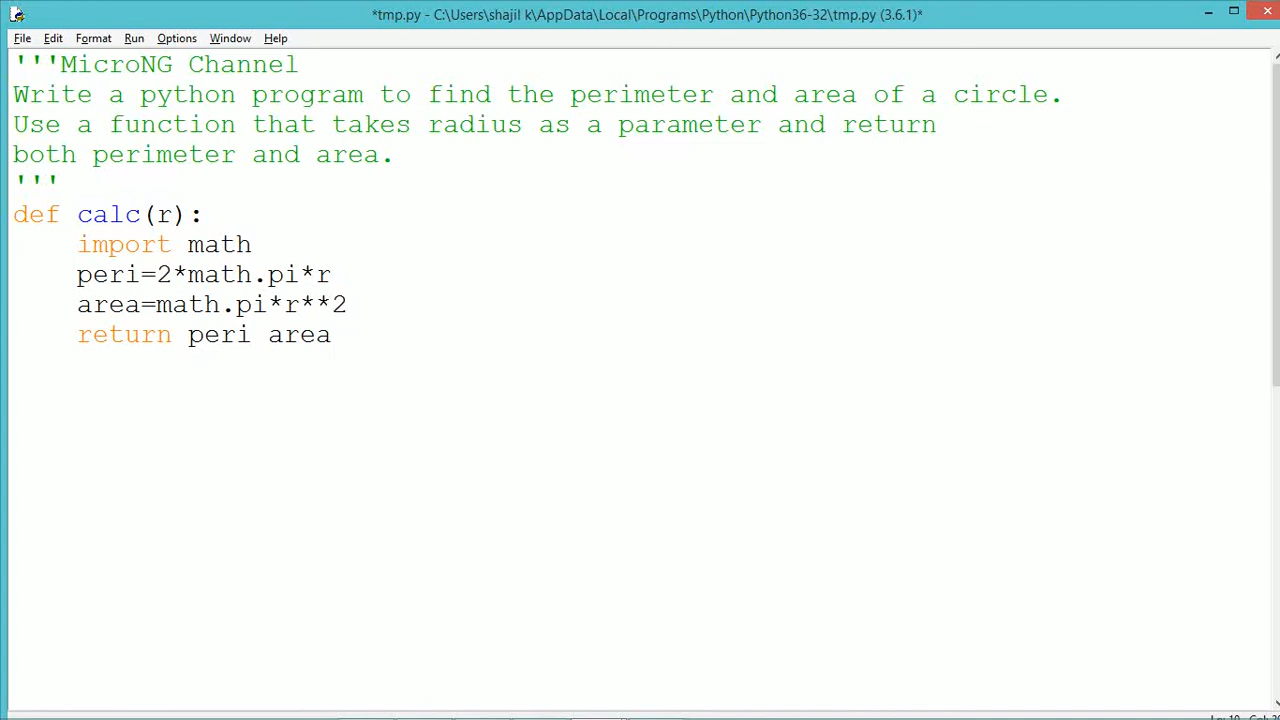 *tmp.py - C:\Users\shajil k\AppData\Local\Programs\Python\Python36-32\tmp.py (3.6.1)*
File Edit Format Run Options Window Help
'''MicroNG Channel
Write a python program to find the perimeter and area of a circle.
Use a function that takes radius as a parameter and return
both perimeter and area.
'''
def calc(r):
    import math
    peri=2*math.pi*r
    area=math.pi*r**2
    return peri area